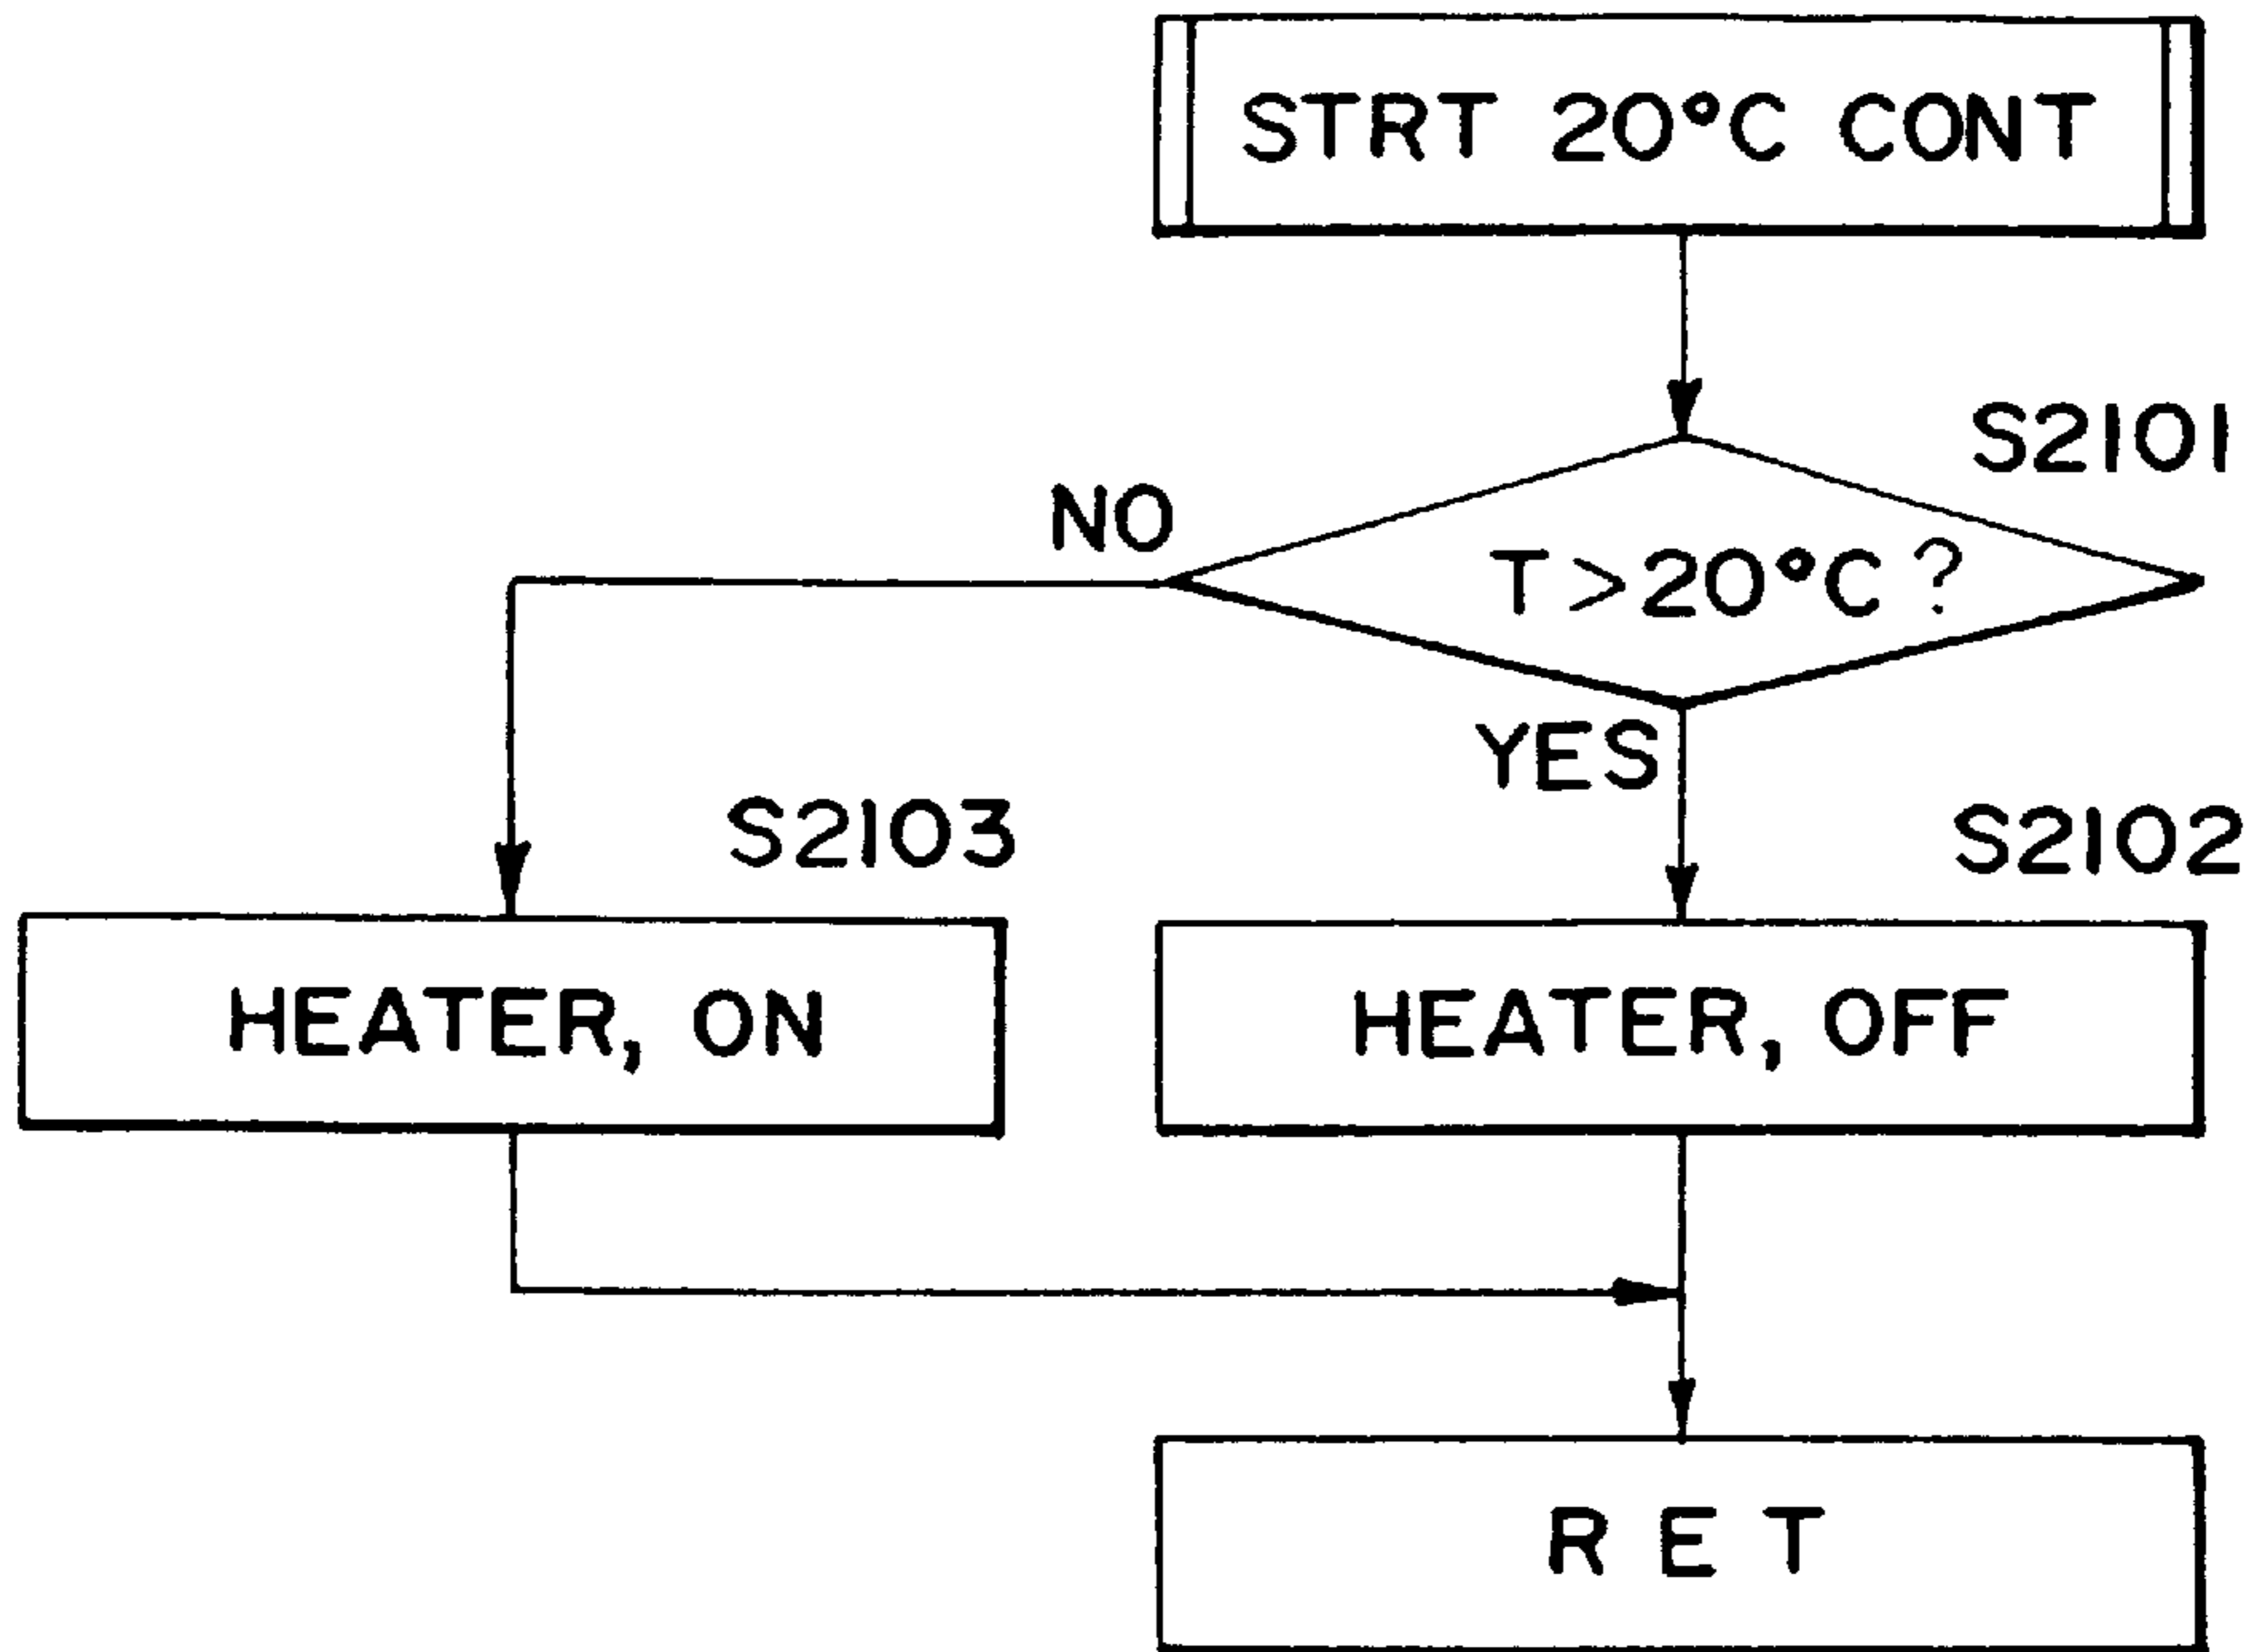 STRT 20°C CONT
S2101
NO
T>20°C?
YES
S2103
S2102
HEATER, ON
HEATER, OFF
RET